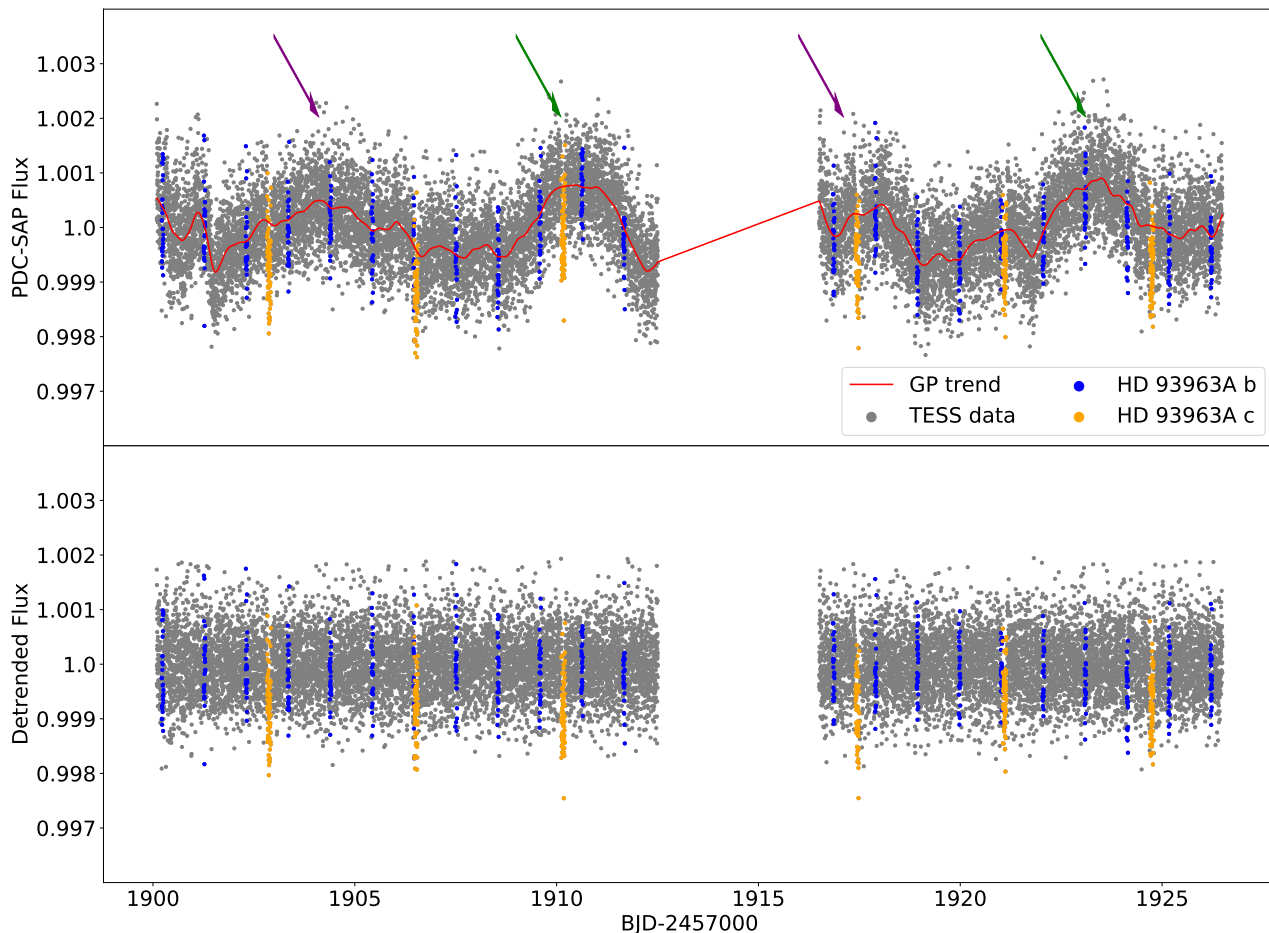 PDC-SAP Flux
1.003
1.002
1.001
1.0
0.999
0.998
0.997
GP trend
TESS data
HD 93963A b
HD 93963A c
Detrended Flux
1.003
1.002
1.001
1.0
0.999
0.998
0.997
1900 1905 1910 1915 1920 1925
BJD-2457000